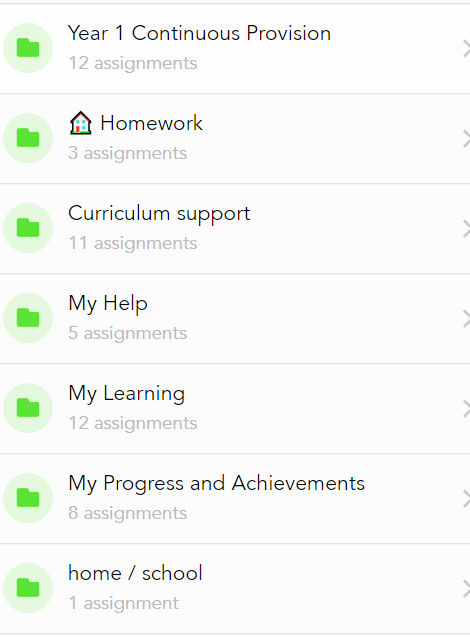 Year 1 Continuous Provision
12 assignments
🏠 Homework
3 assignments
Curriculum support
11 assignments
My Help
5 assignments
My Learning
12 assignments
My Progress and Achievements
8 assignments
home / school
1 assignment